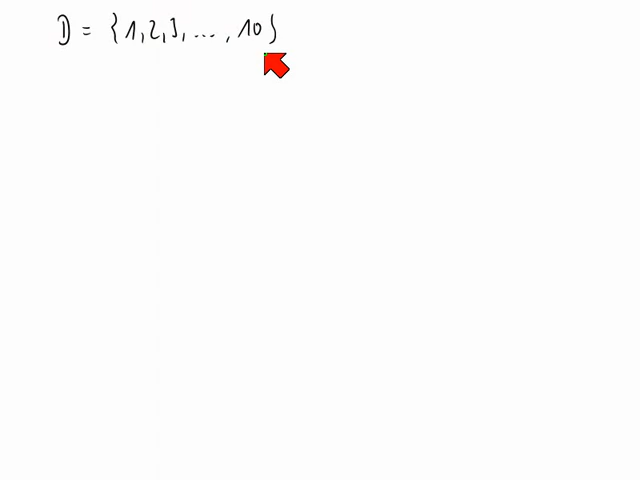 D = {1,2,3,...,10}